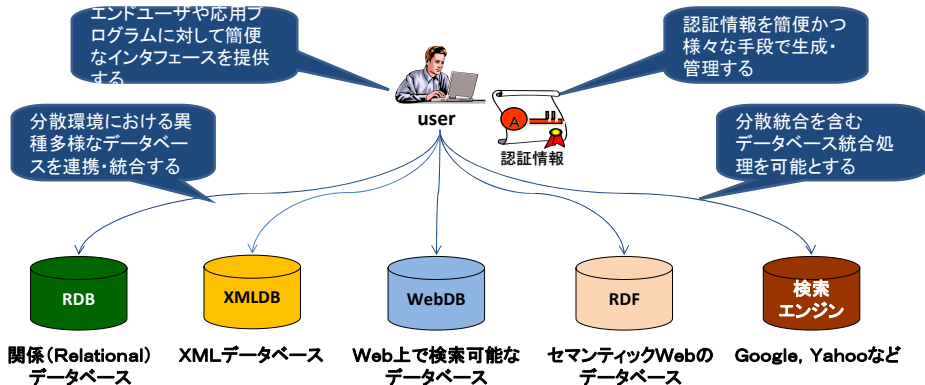 エンドユーザや応用プ
ログラムに対して簡便
なインタフェースを提供
する
認証情報を簡便かつ
様々な手段で生成・
管理する
user
A
認証情報
分散環境における異
種多様なデータベー
スを連携・統合する
分散統合を含む
データベース統合処
理を可能とする
RDB
XMLDB
WebDB
RDF
検索
エンジン
関係(Relational)
データベース
XMLデータベース
Web上で検索可能な
データベース
セマンティックWebの
データベース
Google, Yahooなど